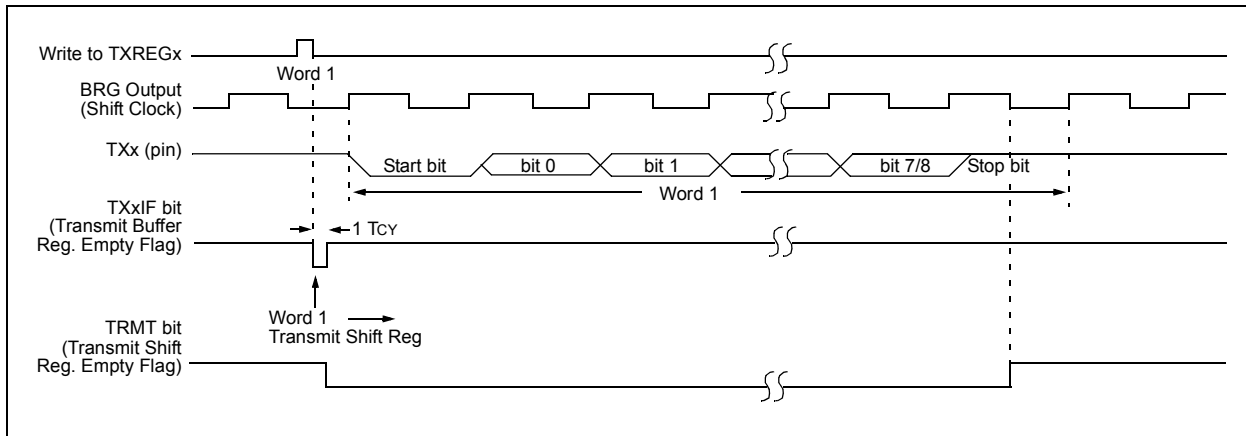 Write to TXREGx
Word 1
BRG Output
(Shift Clock)
TXx (pin)
Start bit
bit 0
bit 1
bit 7/8
Stop bit
Word 1
TXxIF bit
(Transmit Buffer
Reg. Empty Flag)
1 TCY
Word 1
Transmit Shift Reg
TRMT bit
(Transmit Shift
Reg. Empty Flag)